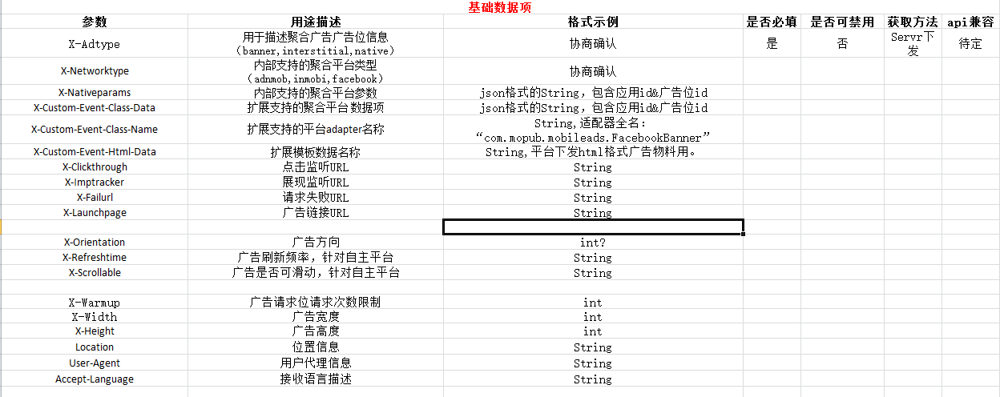 基础数据项
参数 用途描述 格式示例 是否必填 是否可禁用 获取方法 api兼容
X-Adtype 用于描述聚合广告广告位信息（banner,interstitial,native） 协商确认 是 否 Servr下发 待定
X-Networktype 内部支持的聚合平台类型（adnmob,inmobi,facebook） 协商确认
X-Nativeparams 内部支持的聚合平台参数 json格式的String，包含应用id&广告位id
X-Custom-Event-Class-Data 扩展支持的聚合平台数据项 json格式的String，包含应用id&广告位id
X-Custom-Event-Class-Name 扩展支持的平台adapter名称 String,适配器全名：“com.mopub.mobileads.FacebookBanner”
X-Custom-Event-Html-Data 扩展模板数据名称 String,平台下发html格式广告物料用。
X-Clickthrough 点击监听URL String
X-Imptracker 展现监听URL String
X-Failurl 请求失败URL String
X-Launchpage 广告链接URL String
X-Orientation 广告方向 int?
X-Refreshtime 广告刷新频率，针对自主平台 String
X-Scrollable 广告是否可滑动，针对自主平台 String
X-Warmup 广告请求位请求次数限制 int
X-Width 广告宽度 int
X-Height 广告高度 int
Location 位置信息 String
User-Agent 用户代理信息 String
Accept-Language 接收语言描述 String